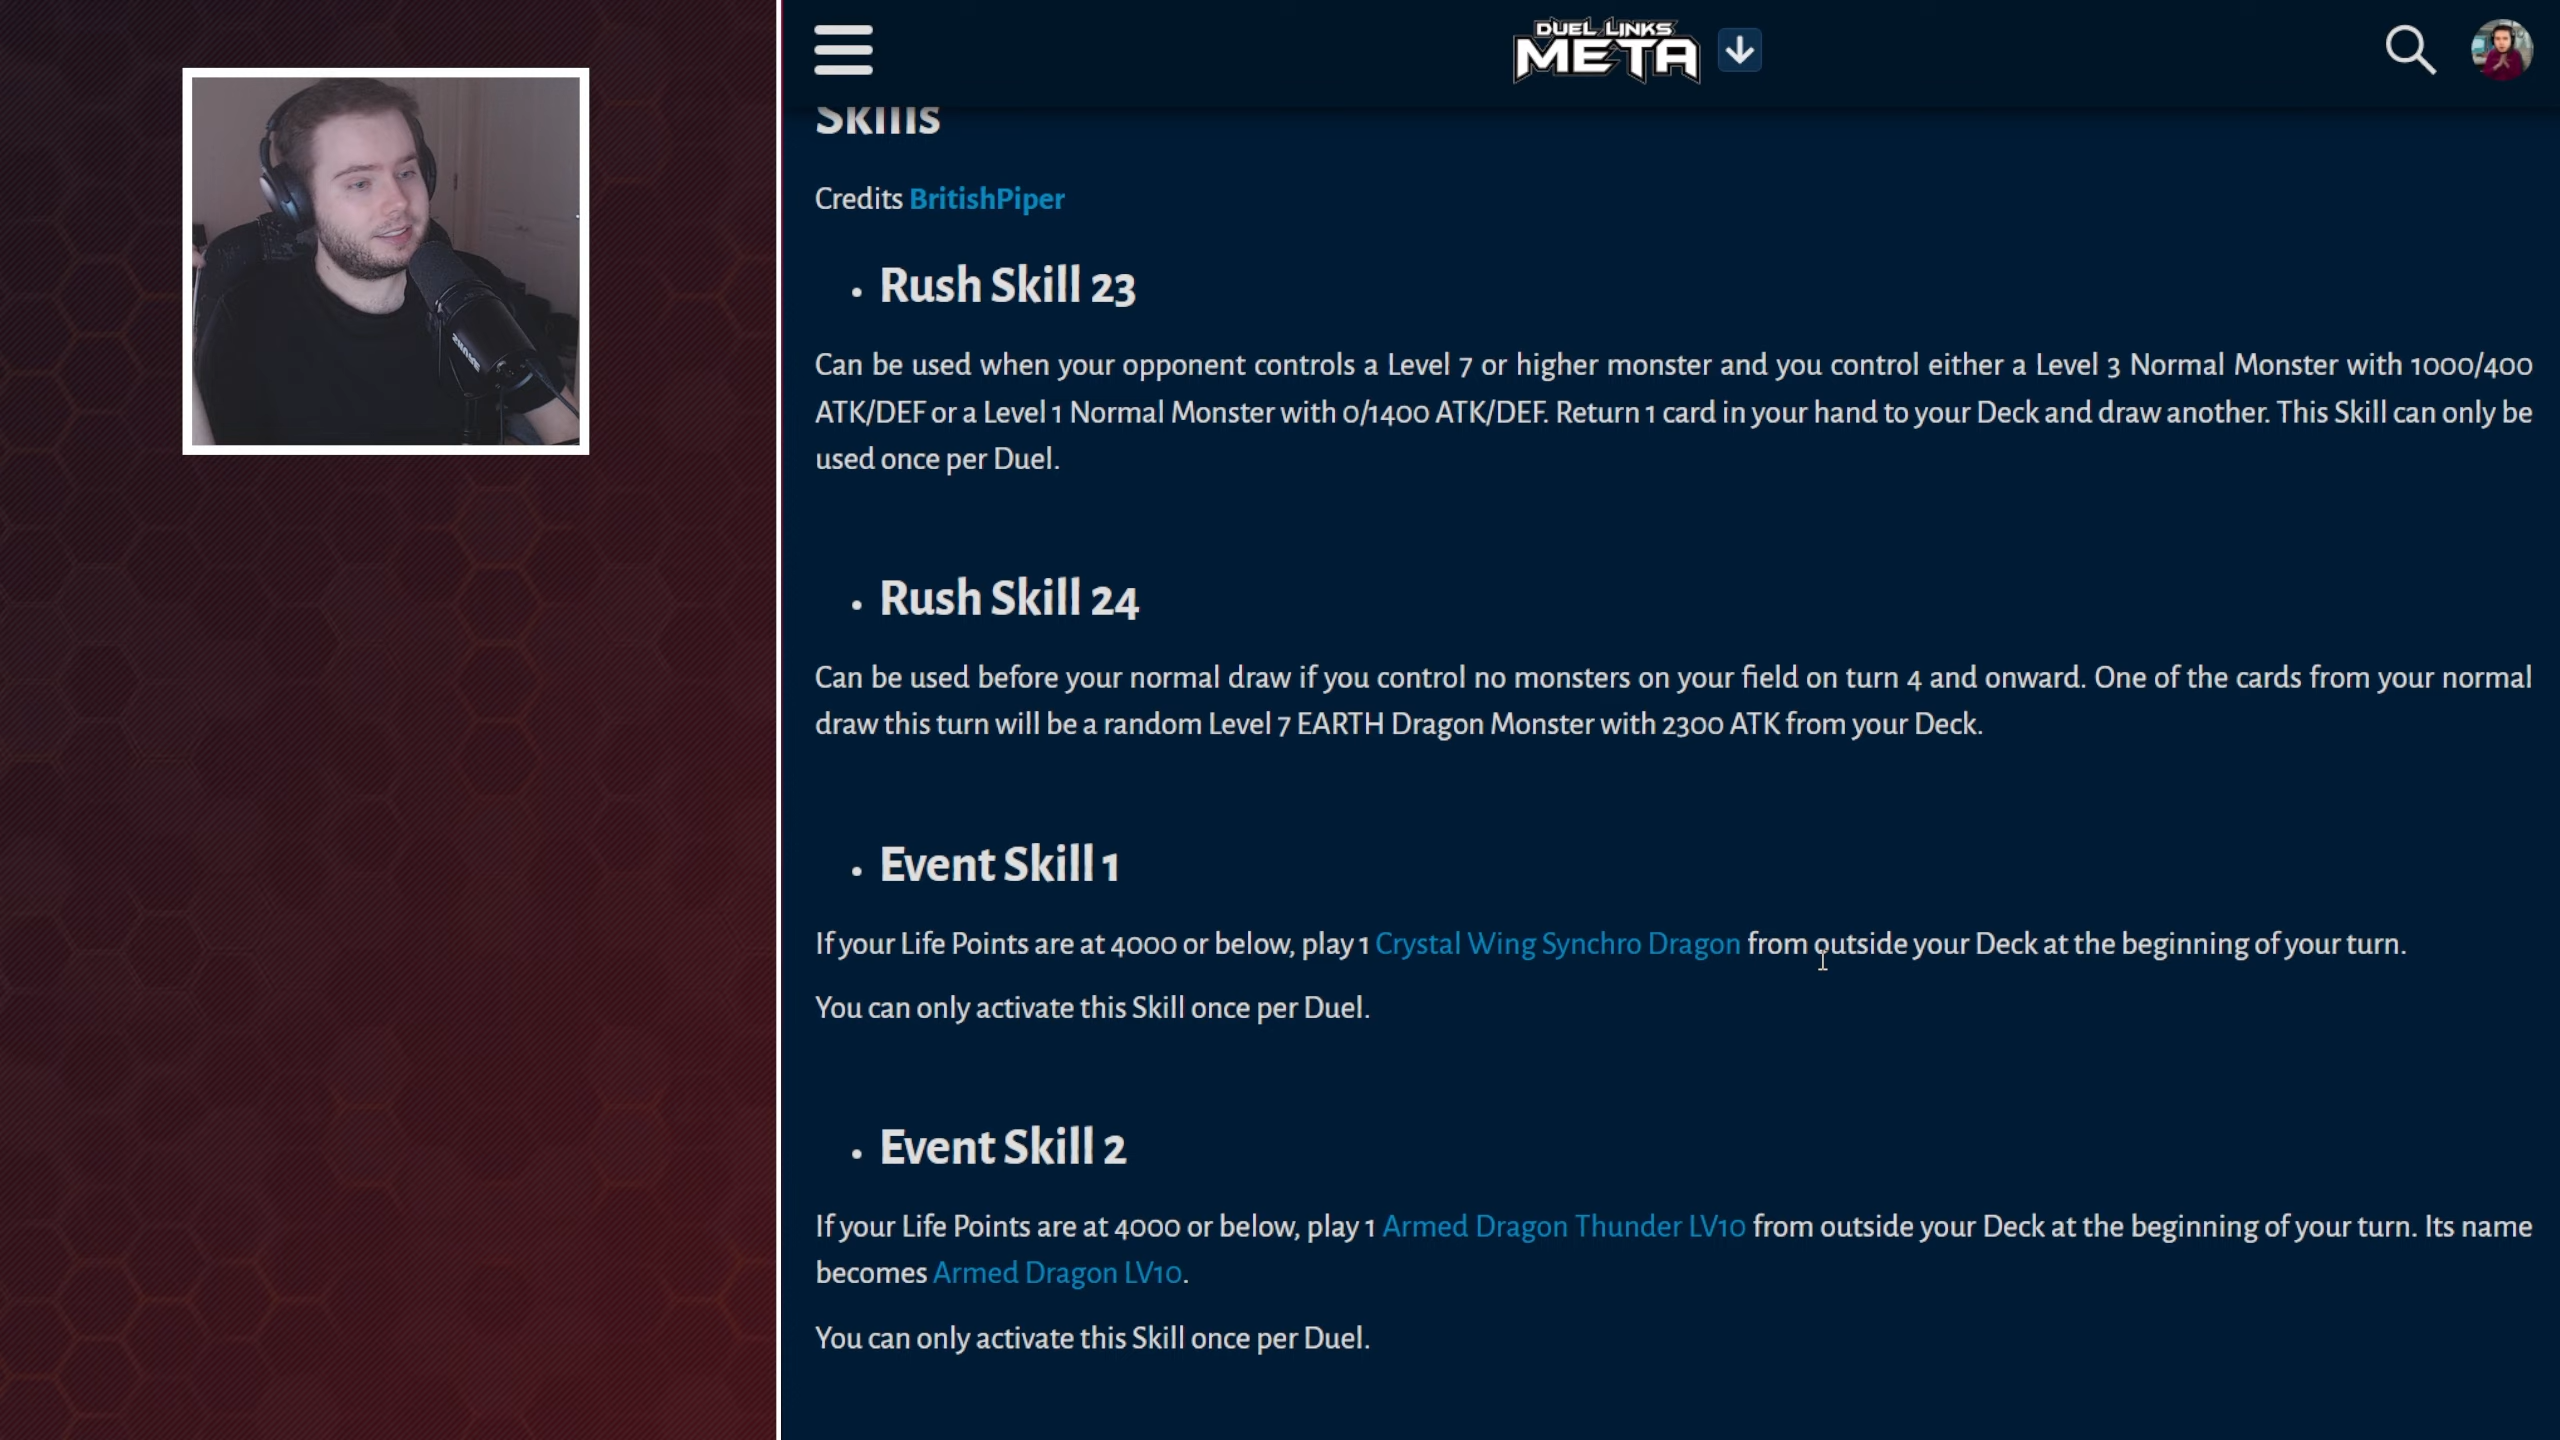 DUEL LINKS
META
Skills
Credits BritishPiper
• Rush Skill 23
Can be used when your opponent controls a Level 7 or higher monster and you control either a Level 3 Normal Monster with 1000/400
ATK/DEF or a Level 1 Normal Monster with 0/1400 ATK/DEF. Return 1 card in your hand to your Deck and draw another. This Skill can only be
used once per Duel.
• Rush Skill 24
Can be used before your normal draw if you control no monsters on your field on turn 4 and onward. One of the cards from your normal
draw this turn will be a random Level 7 EARTH Dragon Monster with 2300 ATK from your Deck.
• Event Skill 1
If your Life Points are at 4000 or below, play 1 Crystal Wing Synchro Dragon from outside your Deck at the beginning of your turn.
You can only activate this Skill once per Duel.
• Event Skill 2
If your Life Points are at 4000 or below, play 1 Armed Dragon Thunder LV10 from outside your Deck at the beginning of your turn. Its name
becomes Armed Dragon LV10.
You can only activate this Skill once per Duel.